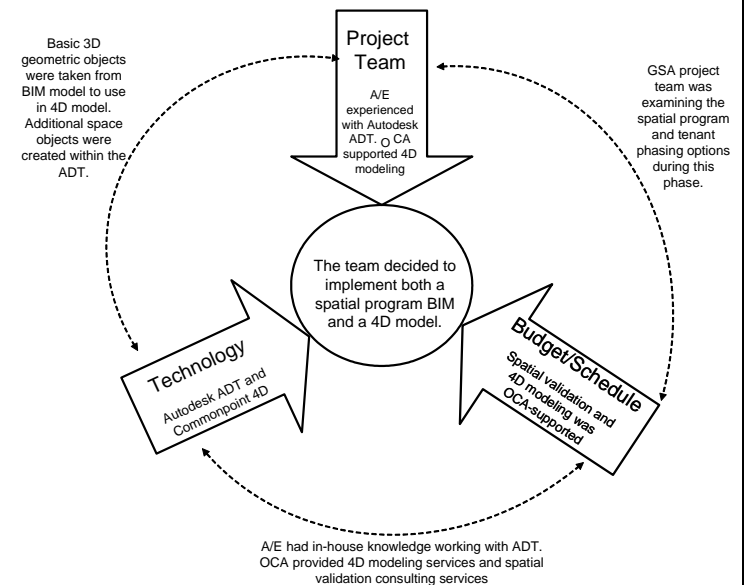 Basic 3D
geometric objects
were taken from
BIM model to use
in 4D model.
Additional space
objects were
created within the
ADT.
Project
Team
A/E
experienced
with Autodesk
ADT. O CA
supported 4D
modeling
GSA project
team was
examining the
spatial program
and tenant
phasing options
during this
phase.
The team decided to
implement both a
spatial program BIM
and a 4D model.
Technology
Autodesk ADT and
Commonpoint 4D
Budget/Schedule
Spatial validation and
4D modeling was
OCA-supported
A/E had in-house knowledge working with ADT.
OCA provided 4D modeling services and spatial
validation consulting services